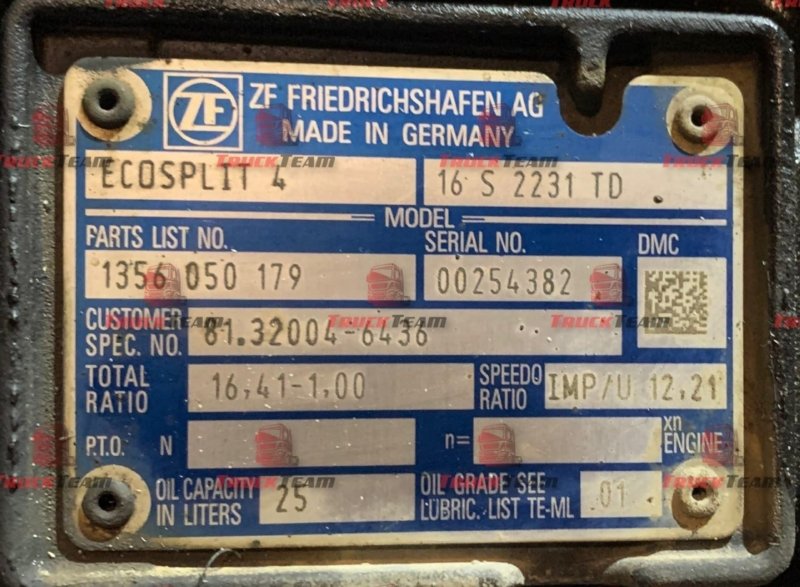 ZF FRIEDRICHSHAFEN AG
MADE IN GERMANY
ECOSPLIT 4 16 S 2231 TD
MODEL
PARTS LIST NO. SERIAL NO. DMC
1356 050 179 00254382
CUSTOMER SPEC. NO. 81.32004-6436
TOTAL RATIO 16,41-1,00 SPEEDO RATIO IMP/U 12,21
P.T.O. N n= xn ENGINE
OIL CAPACITY IN LITERS 25 OIL GRADE SEE LUBRIC. LIST TE-ML 01
TRUCKTEAM